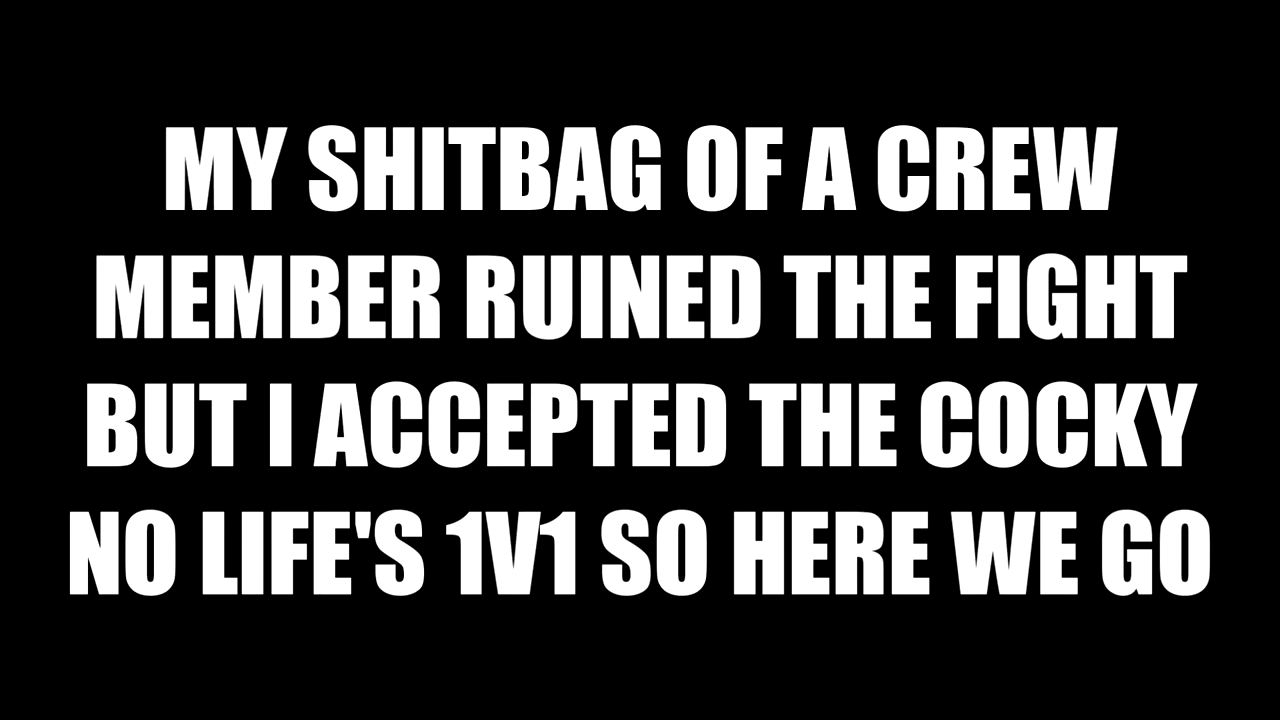 MY SHITBAG OF A CREW
MEMBER RUINED THE FIGHT
BUT I ACCEPTED THE COCKY
NO LIFE'S 1V1 SO HERE WE GO